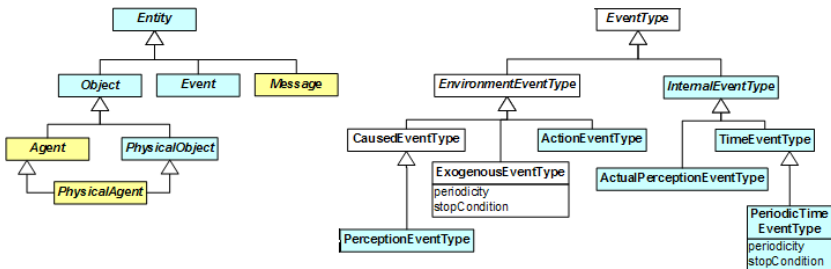 Entity
Object
Event
Message
Agent
PhysicalObject
PhysicalAgent
EventType
EnvironmentEventType
InternalEventType
CausedEventType
ActionEventType
TimeEventType
ExogenousEventType
periodicity
stopCondition
ActualPerceptionEventType
PerceptionEventType
PeriodicTime
EventType
periodicity
stopCondition